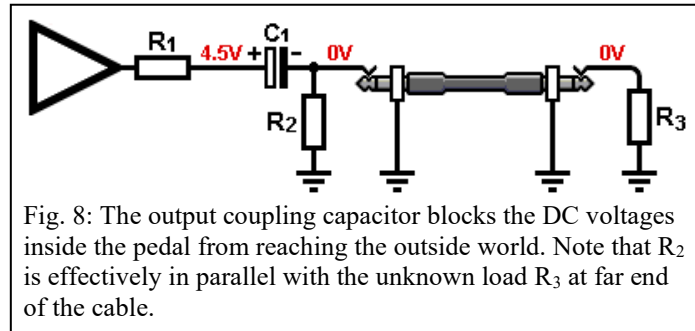 R1 4.5V + C1 - 0V 0V
R2 R3
Fig. 8: The output coupling capacitor blocks the DC voltages
inside the pedal from reaching the outside world. Note that R2
is effectively in parallel with the unknown load R3 at far end
of the cable.